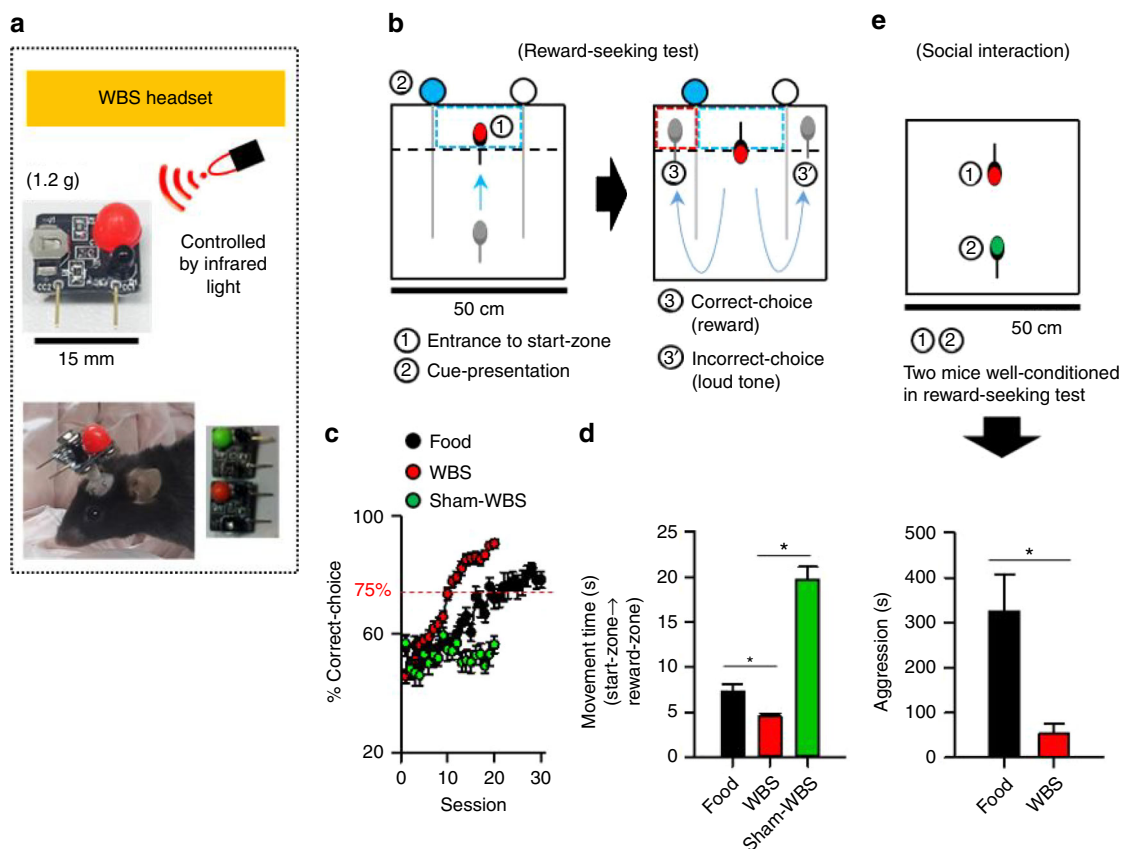 a
WBS headset
(1.2 g)
Controlled
by infrared
light
15 mm
b
(Reward-seeking test)
2
1
3
3′
50 cm
1 Entrance to start-zone
2 Cue-presentation
3 Correct-choice
(reward)
3′ Incorrect-choice
(loud tone)
e
(Social interaction)
1
2
50 cm
1 2
Two mice well-conditioned
in reward-seeking test
c
Food
WBS
Sham-WBS
% Correct-choice
100
75%
60
20
0 10 20 30
Session
d
Movement time (s)
(start-zone→
reward-zone)
25
20
15
10
5
0
*
*
Food
WBS
Sham-WBS
Aggression (s)
500
400
300
200
100
0
*
Food
WBS